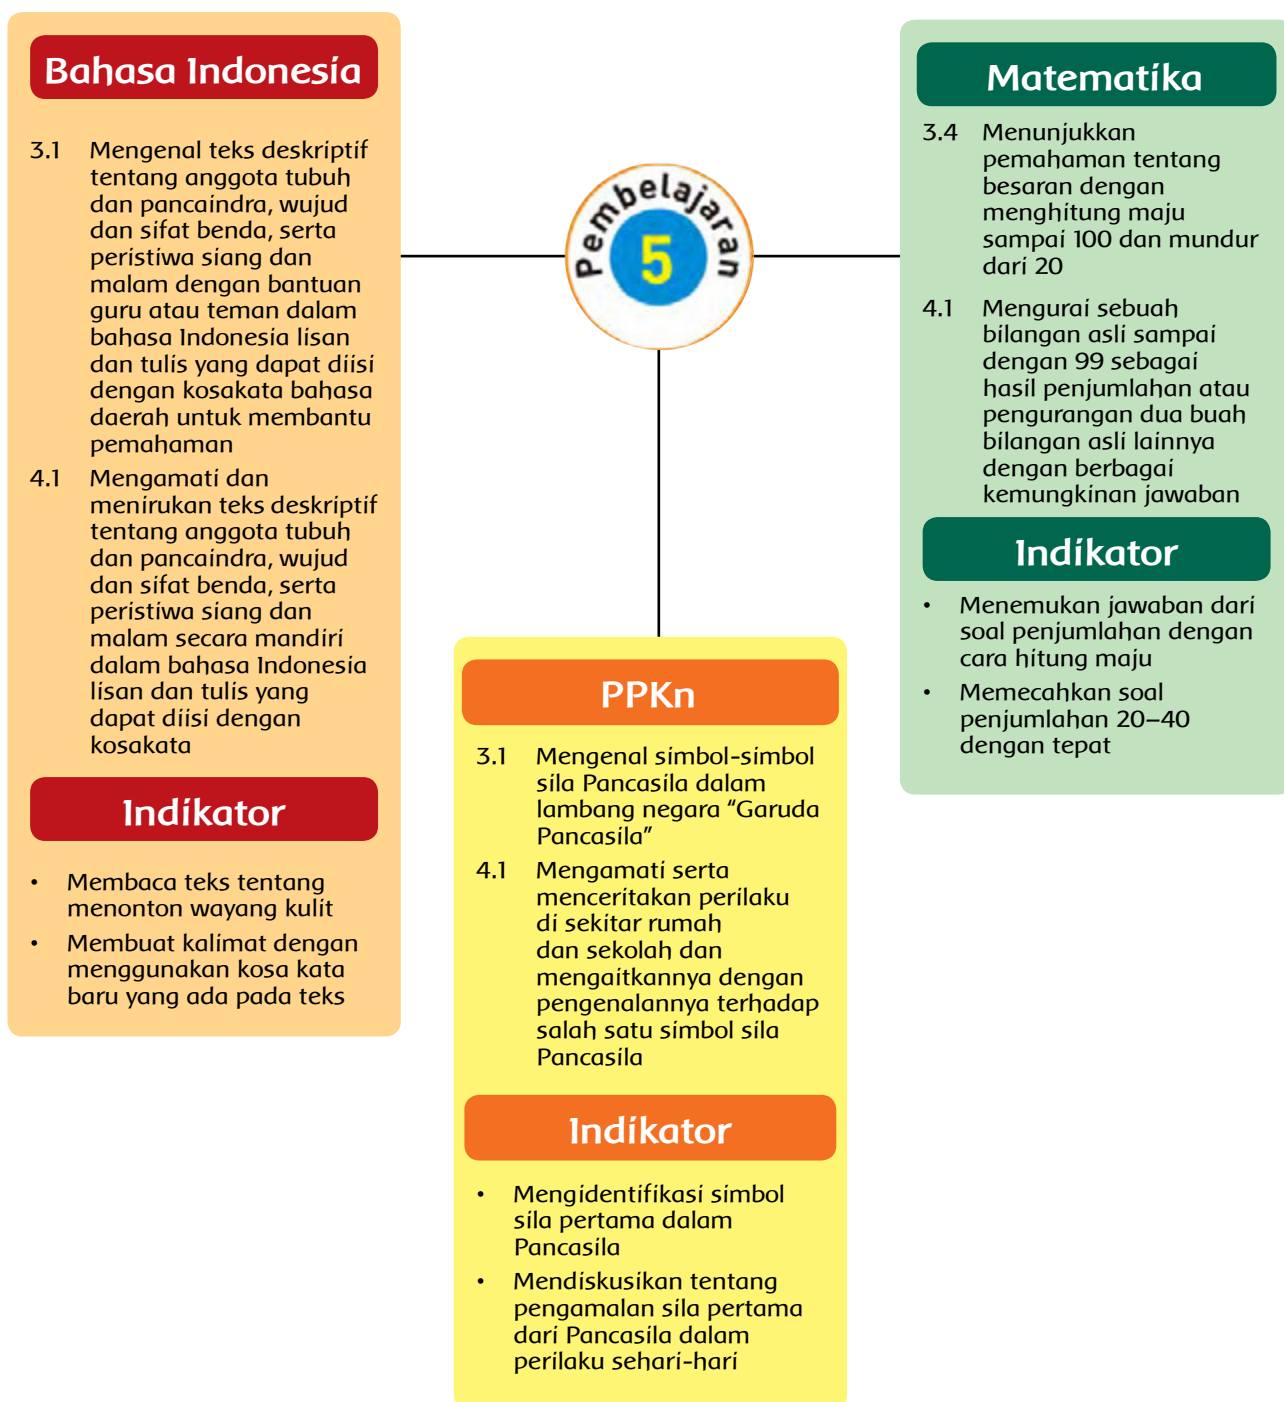 Bahasa Indonesia
3.1 Mengenal teks deskriptif
tentang anggota tubuh
dan pancaindra, wujud
dan sifat benda, serta
peristiwa siang dan
malam dengan bantuan
guru atau teman dalam
bahasa Indonesia lisan
dan tulis yang dapat diisi
dengan kosakata bahasa
daerah untuk membantu
pemahaman
4.1 Mengamati dan
menirukan teks deskriptif
tentang anggota tubuh
dan pancaindra, wujud
dan sifat benda, serta
peristiwa siang dan
malam secara mandiri
dalam bahasa Indonesia
lisan dan tulis yang
dapat diisi dengan
kosakata
Indikator
• Membaca teks tentang
menonton wayang kulit
• Membuat kalimat dengan
menggunakan kosa kata
baru yang ada pada teks
Pembelajaran
5
Matematika
3.4 Menunjukkan
pemahaman tentang
besaran dengan
menghitung maju
sampai 100 dan mundur
dari 20
4.1 Mengurai sebuah
bilangan asli sampai
dengan 99 sebagai
hasil penjumlahan atau
pengurangan dua buah
bilangan asli lainnya
dengan berbagai
kemungkinan jawaban
Indikator
• Menemukan jawaban dari
soal penjumlahan dengan
cara hitung maju
• Memecahkan soal
penjumlahan 20–40
dengan tepat
PPKn
3.1 Mengenal simbol-simbol
sila Pancasila dalam
lambang negara “Garuda
Pancasila”
4.1 Mengamati serta
menceritakan perilaku
di sekitar rumah
dan sekolah dan
mengaitkannya dengan
pengenalannya terhadap
salah satu simbol sila
Pancasila
Indikator
• Mengidentifikasi simbol
sila pertama dalam
Pancasila
• Mendiskusikan tentang
pengamalan sila pertama
dari Pancasila dalam
perilaku sehari-hari